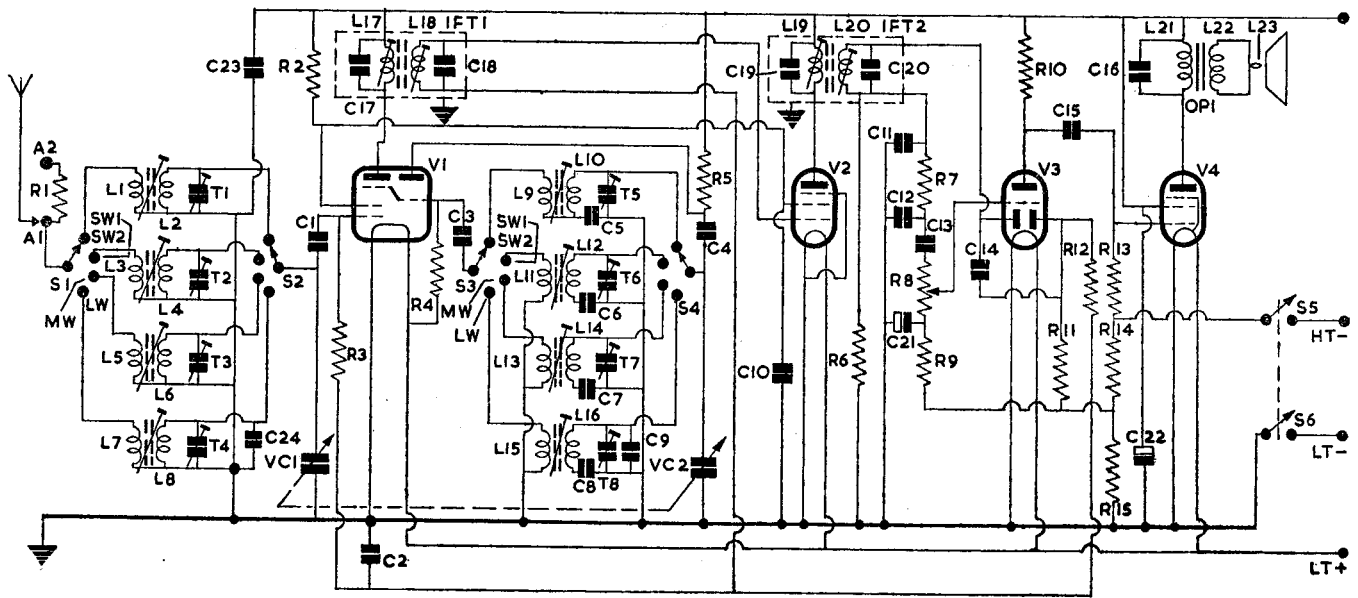 L17 L18 IFT1
L19 L20 IFT2
L21 L22 L23
C23 R2 C18 C19 C20 R10 C16
C17
OP1
A2
R1
A1
L1 T1
L2
V1
L10
L9 T5
C5
R5
C11
C12
R7
C13
V2
C15
V3
V4
SW1
SW2
C1
C3
SW1
SW2
C4
L3 T2
L4
S1
MW
LW
S2
R4
S3
MW
LW
L12
L11 T6
C6
S4
R8
C14
R12
R13
S5
HT-
L5 T3
L6
R3
L14
L13 T7
C7
C10
R6
C21
R9
R11
R14
L7 T4
L8
C24
VC1
L16
L15 T8
C8
C9
VC2
C22
S6
LT-
R15
C2
LT+